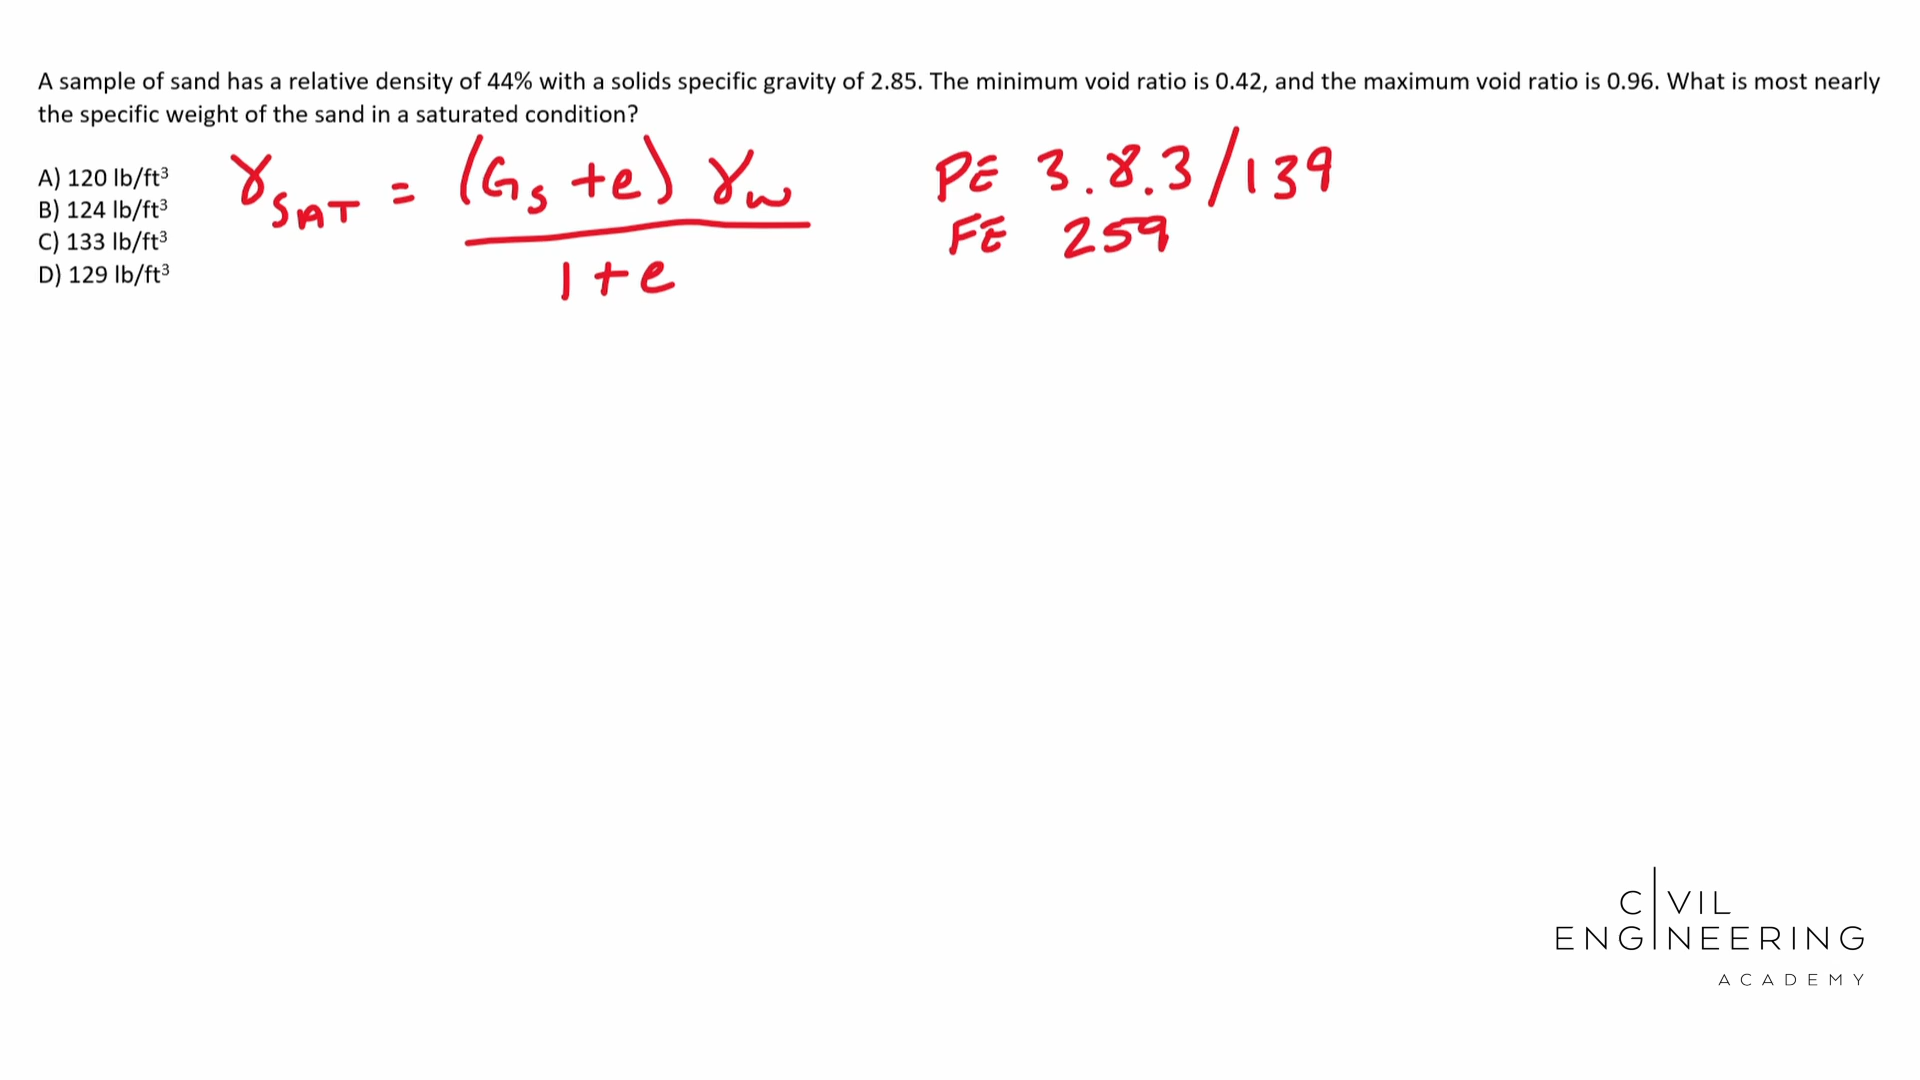 A sample of sand has a relative density of 44% with a solids specific gravity of 2.85. The minimum void ratio is 0.42, and the maximum void ratio is 0.96. What is most nearly
the specific weight of the sand in a saturated condition?
A) 120 lb/ft³
B) 124 lb/ft³
C) 133 lb/ft³
D) 129 lb/ft³
γSAT = (Gs + e) γw
1 + e
PE 3.8.3/139
FE 259
CIVIL
ENGINEERING
ACADEMY